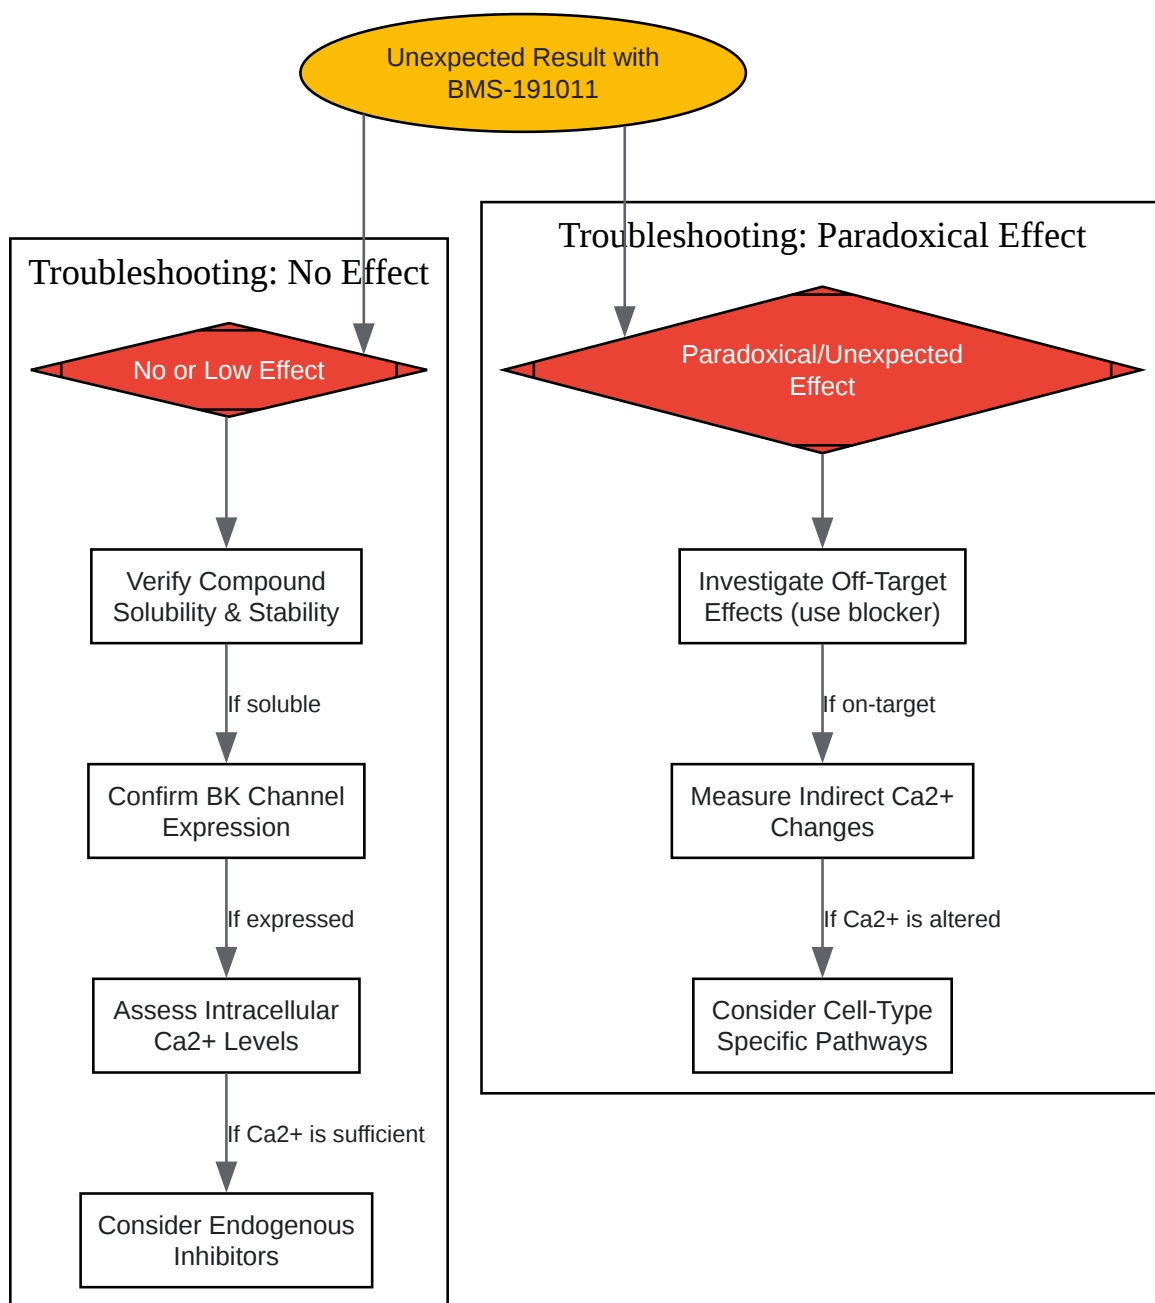 Unexpected Result with
BMS-191011
Troubleshooting: No Effect
No or Low Effect
Verify Compound
Solubility & Stability
If soluble
Confirm BK Channel
Expression
If expressed
Assess Intracellular
Ca2+ Levels
If Ca2+ is sufficient
Consider Endogenous
Inhibitors
Troubleshooting: Paradoxical Effect
Paradoxical/Unexpected
Effect
Investigate Off-Target
Effects (use blocker)
If on-target
Measure Indirect Ca2+
Changes
If Ca2+ is altered
Consider Cell-Type
Specific Pathways